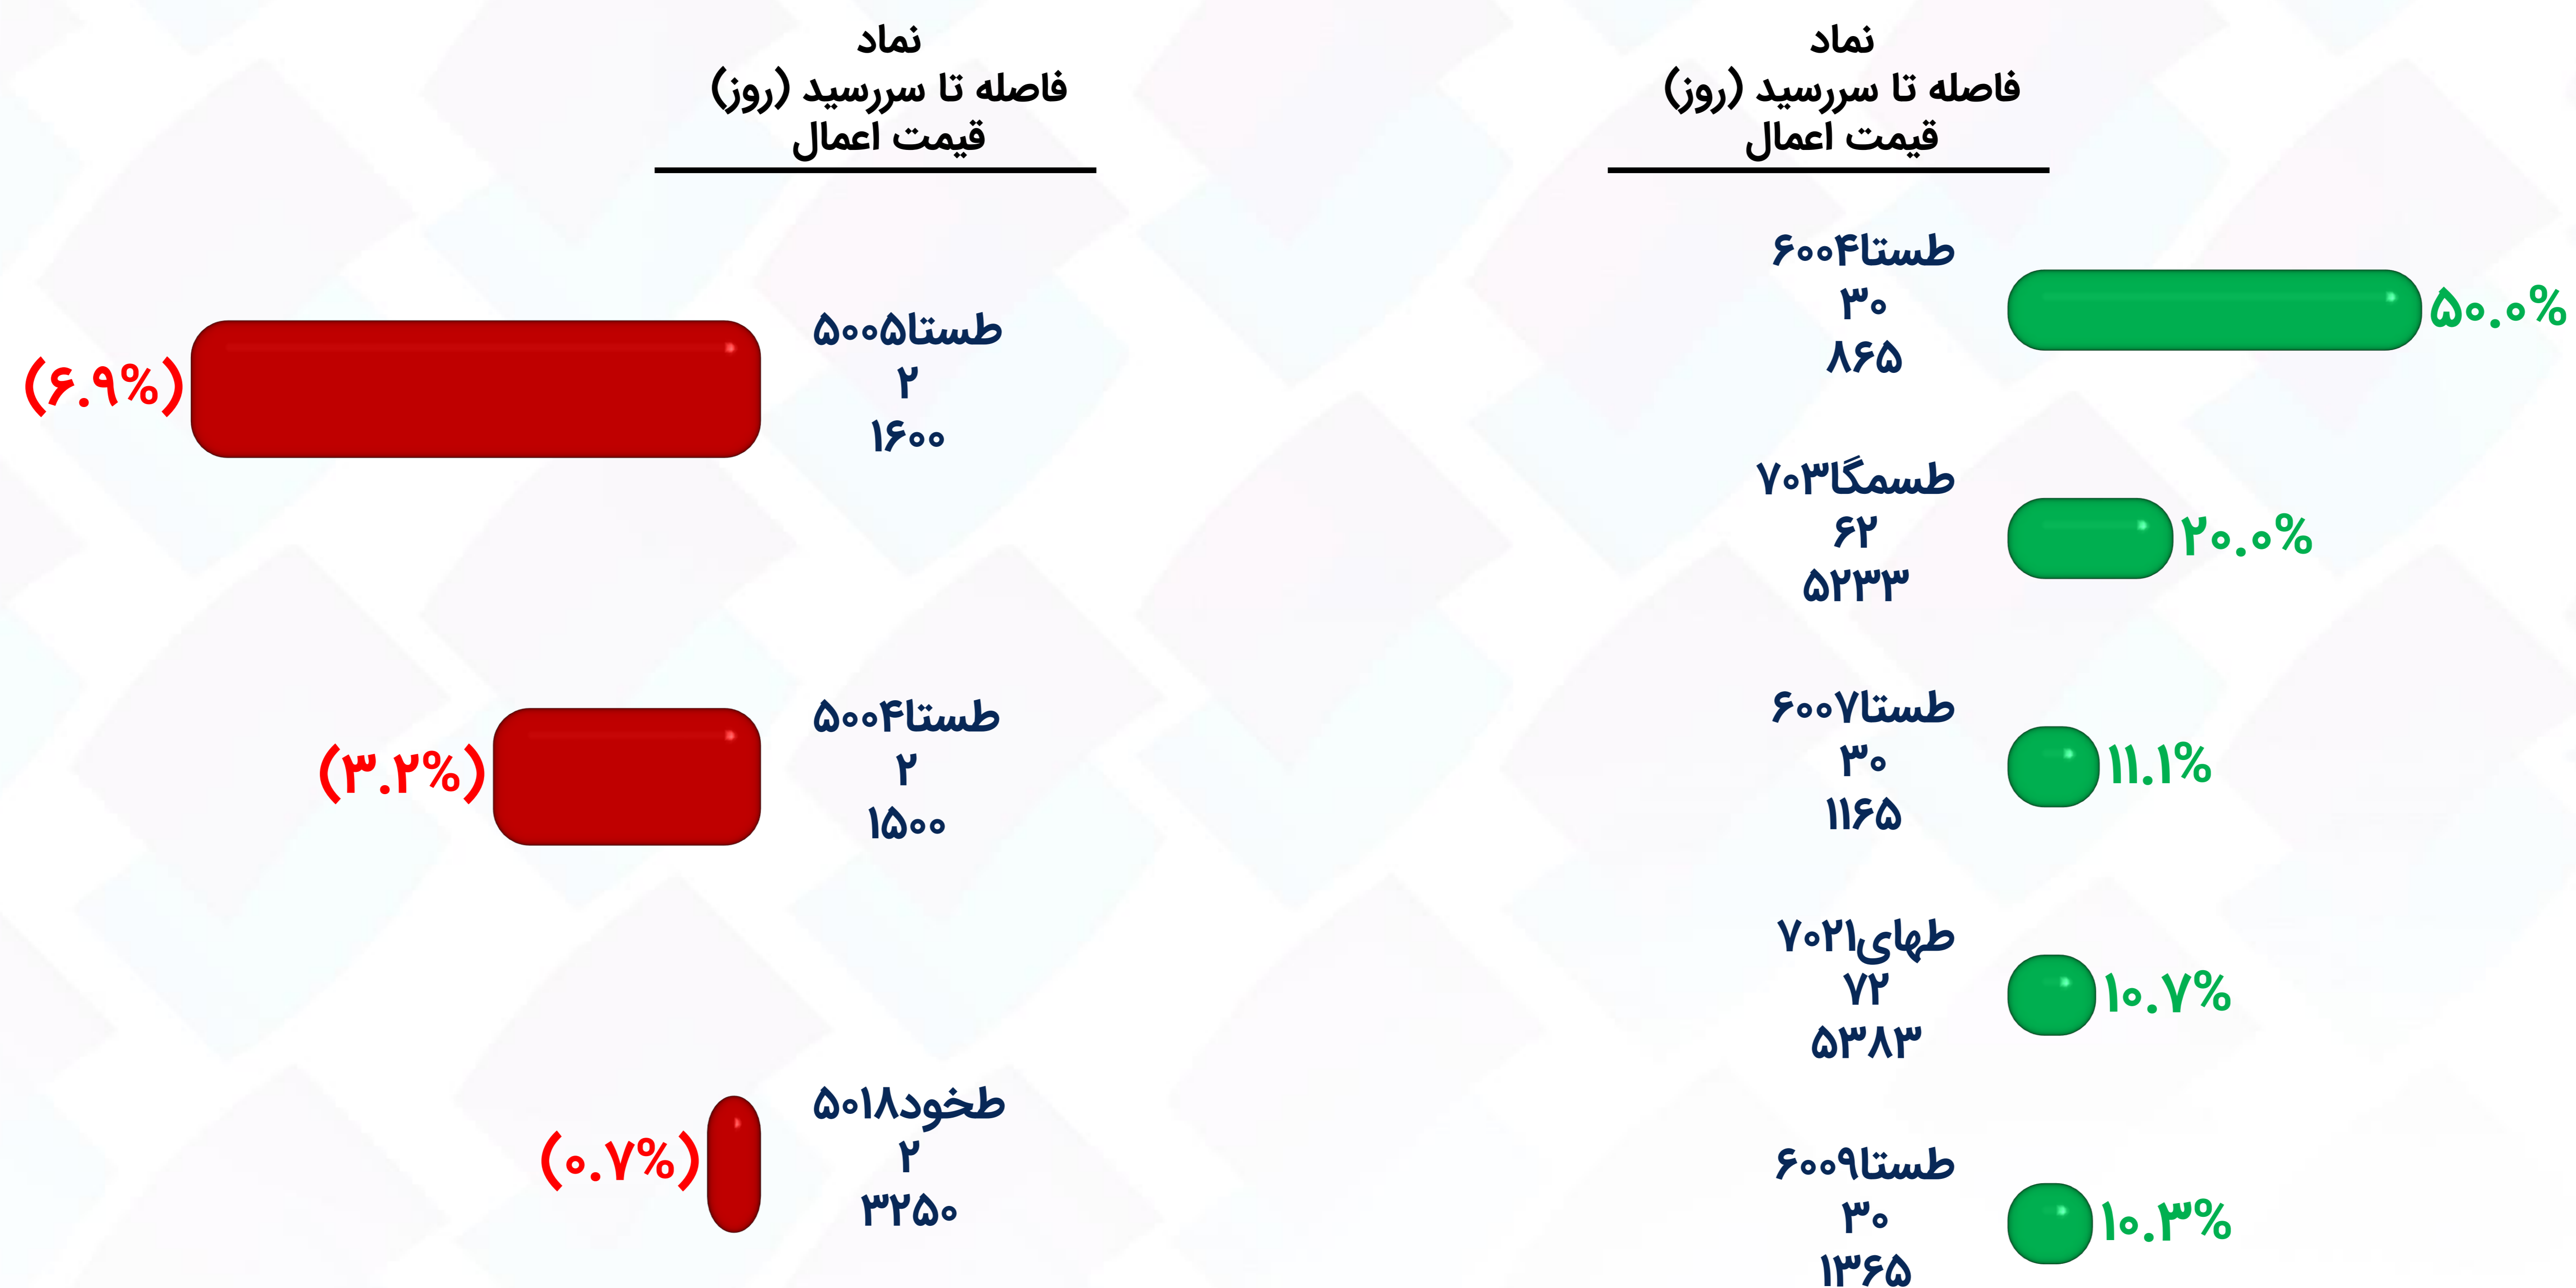 نماد
فاصله تا سررسید (روز)
قیمت اعمال
طستا۶۰۰۴
۳۰
۸۶۵
۵۰.۰%
طسمگا۷۰۳
۶۲
۵۲۳۳
۲۰.۰%
طستا۶۰۰۷
۳۰
۱۱۶۵
۱۱.۱%
طهای۷۰۲۱
۷۲
۵۳۸۳
۱۰.۷%
طستا۶۰۰۹
۳۰
۱۳۶۵
۱۰.۳%
نماد
فاصله تا سررسید (روز)
قیمت اعمال
طستا۵۰۰۵
۲
۱۶۰۰
(۶.۹%)
طستا۵۰۰۴
۲
۱۵۰۰
(۳.۲%)
طخود۵۰۱۸
۲
۳۲۵۰
(۰.۷%)